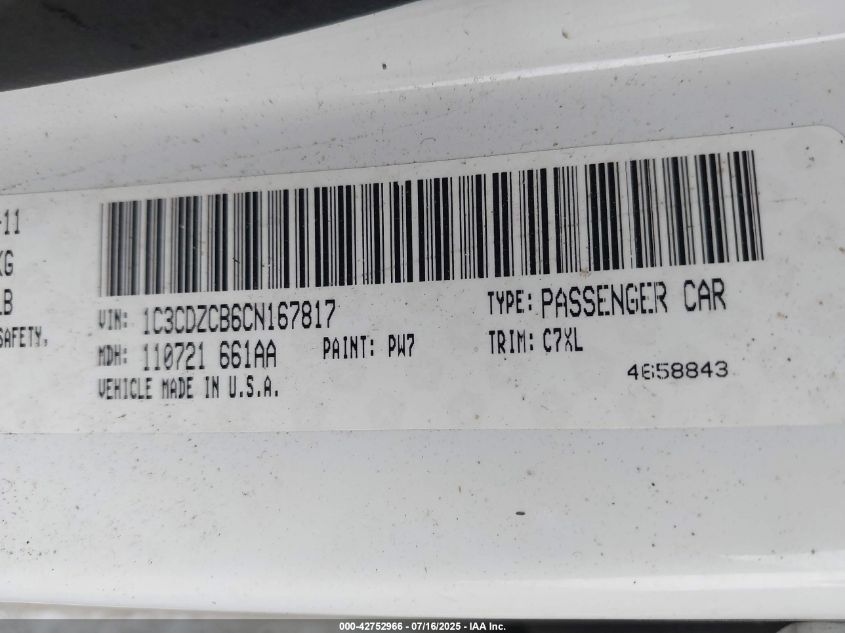 -11
KG
LB
SAFETY,
VIN: 1C3CDZCB6CN167817 TYPE: PASSENGER CAR
MDH: 110721 661AA PAINT: PW7 TRIM: C7XL
VEHICLE MADE IN U.S.A. 4658843
000-42752966 - 07/16/2025 - IAA Inc.